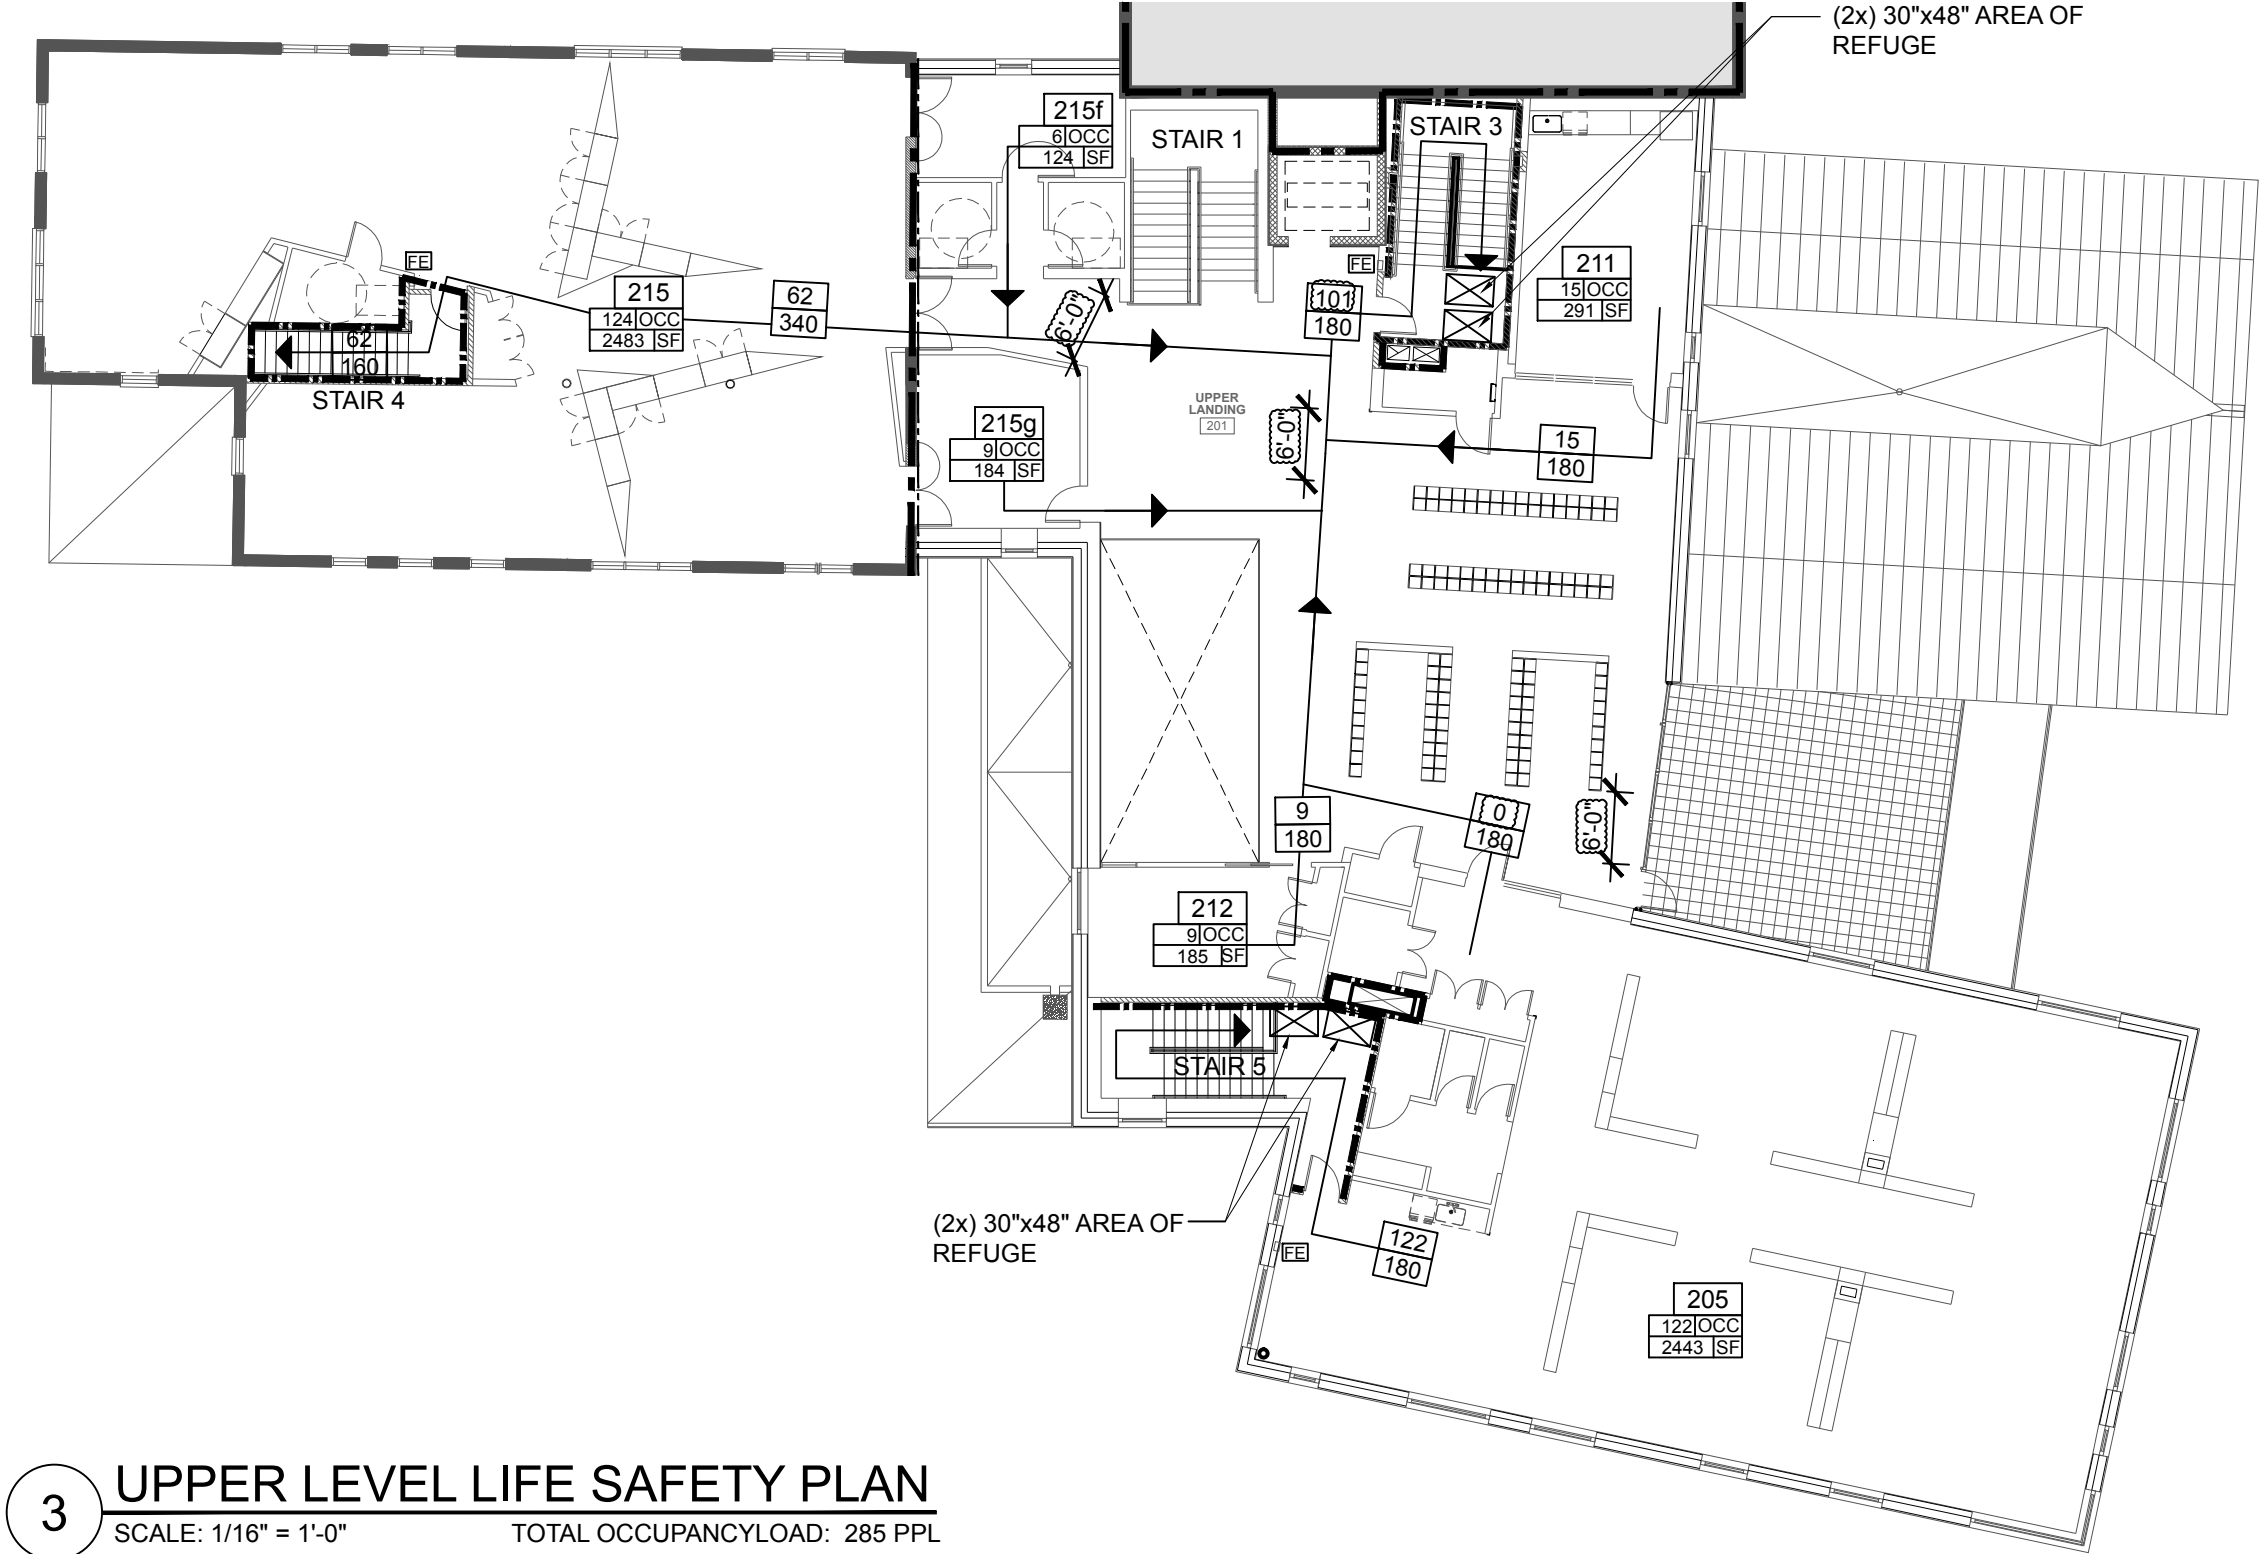 (2x) 30"x48" AREA OF
REFUGE
215f
6 OCC
124 SF
STAIR 1
STAIR 3
FE
215
124 OCC
2483 SF
62
340
6'-0"
FE
101
180
211
15 OCC
291 SF
62
160
STAIR 4
UPPER
LANDING
201
6'-0"
215g
9 OCC
184 SF
15
180
9
180
0
180
6'-0"
212
9 OCC
185 SF
STAIR 5
(2x) 30"x48" AREA OF
REFUGE
FE
122
180
205
122 OCC
2443 SF
3
UPPER LEVEL LIFE SAFETY PLAN
SCALE: 1/16" = 1'-0"
TOTAL OCCUPANCYLOAD: 285 PPL